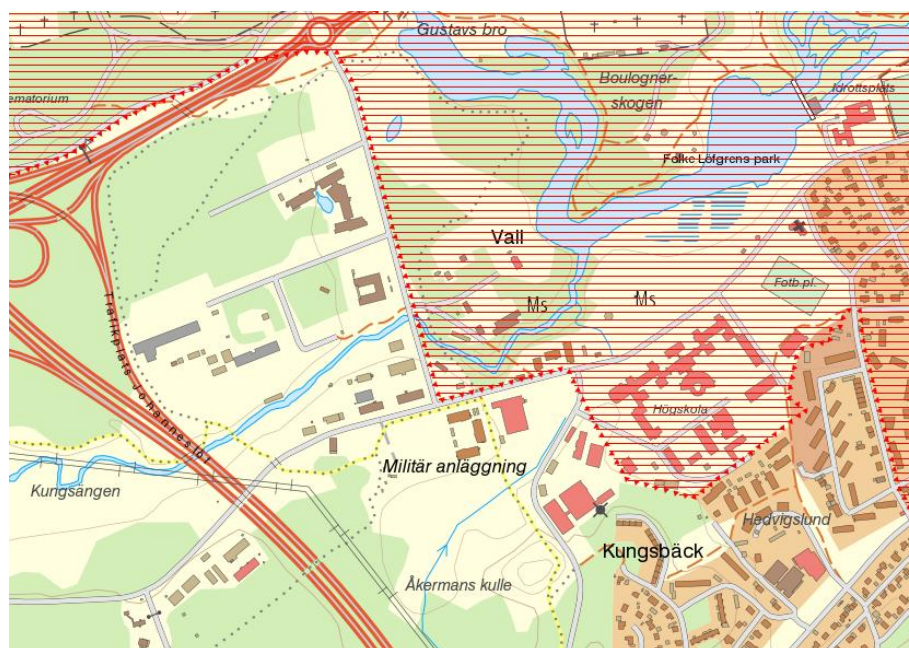 Gustavs bro
Boulogner-
skogen
ematorium
Idrottsplats
Folke Löfgrens park
Vall
Fotb.pl.
Ms
Ms
Trafikplats Johanneslöt
Högskola
Militär anläggning
Kungsängen
Hedvigslund
Kungsbäck
Åkermans kulle